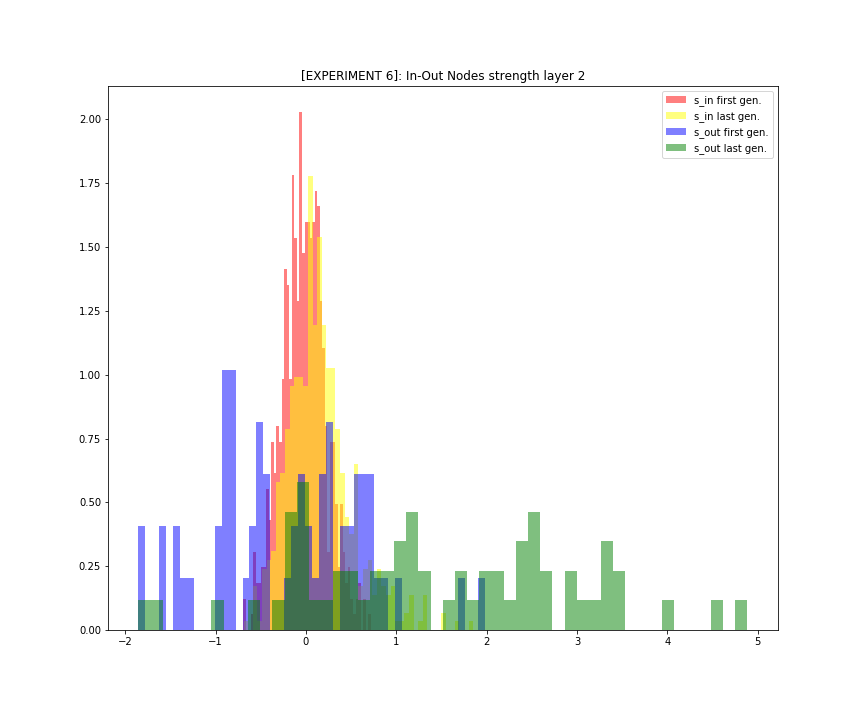 [EXPERIMENT 6]: In-Out Nodes strength layer 2
s_in first gen.
s_in last gen.
s_out first gen.
s_out last gen.
2.00
1.75
1.50
1.25
1.00
0.75
0.50
0.25
0.00
−2 −1 0 1 2 3 4 5